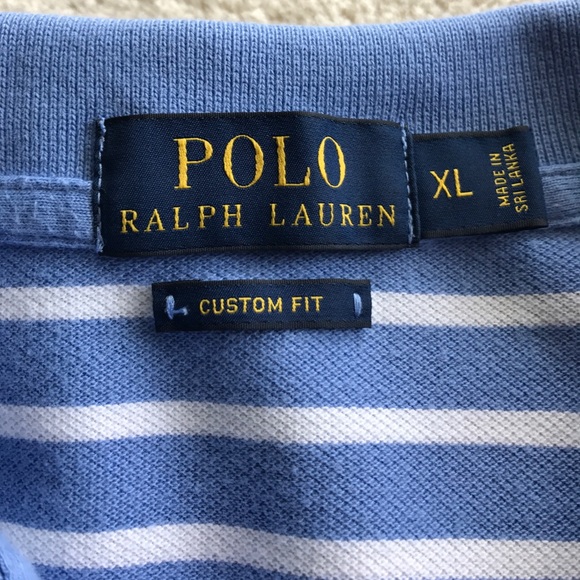 POLO
RALPH LAUREN
XL
MADE IN
SRI LANKA
CUSTOM FIT